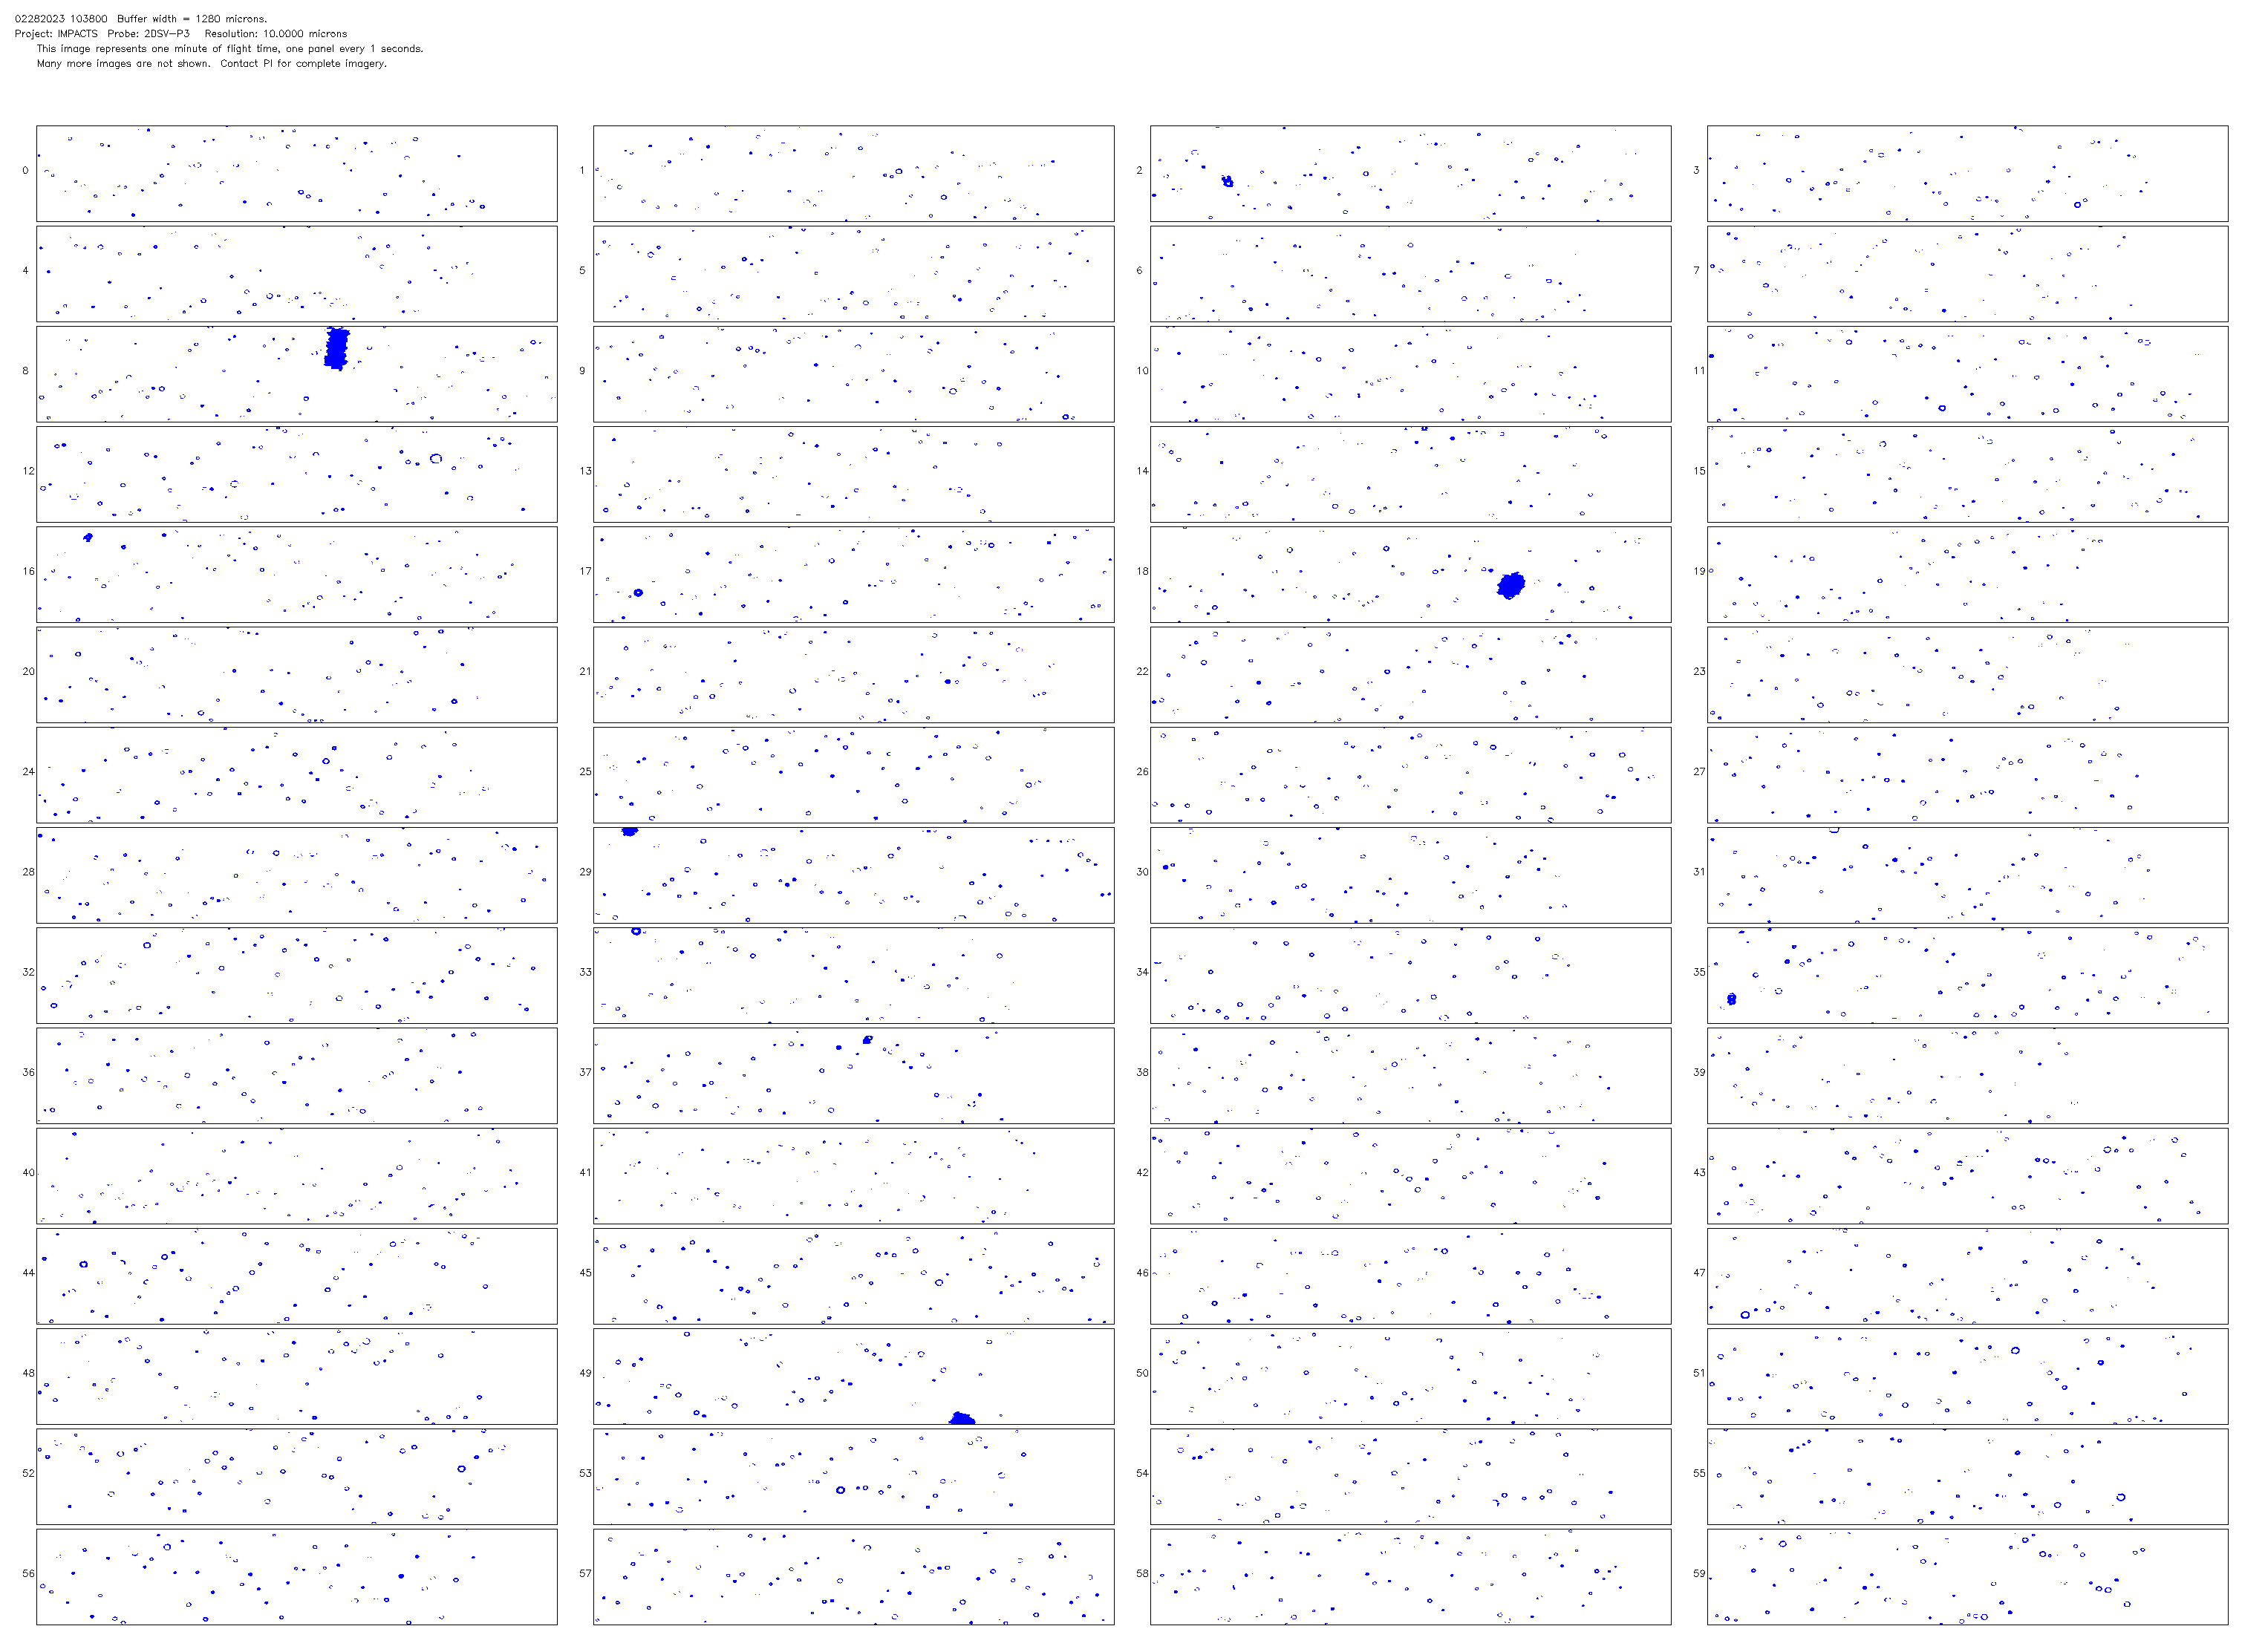 02282023 103800 Buffer width = 1280 microns.
Project: IMPACTS Probe: 2DSV-P3 Resolution: 10.0000 microns
This image represents one minute of flight time, one panel every 1 seconds.
Many more images are not shown. Contact PI for complete imagery.
0 1 2 3
4 5 6 7
8 9 10 11
12 13 14 15
16 17 18 19
20 21 22 23
24 25 26 27
28 29 30 31
32 33 34 35
36 37 38 39
40 41 42 43
44 45 46 47
48 49 50 51
52 53 54 55
56 57 58 59